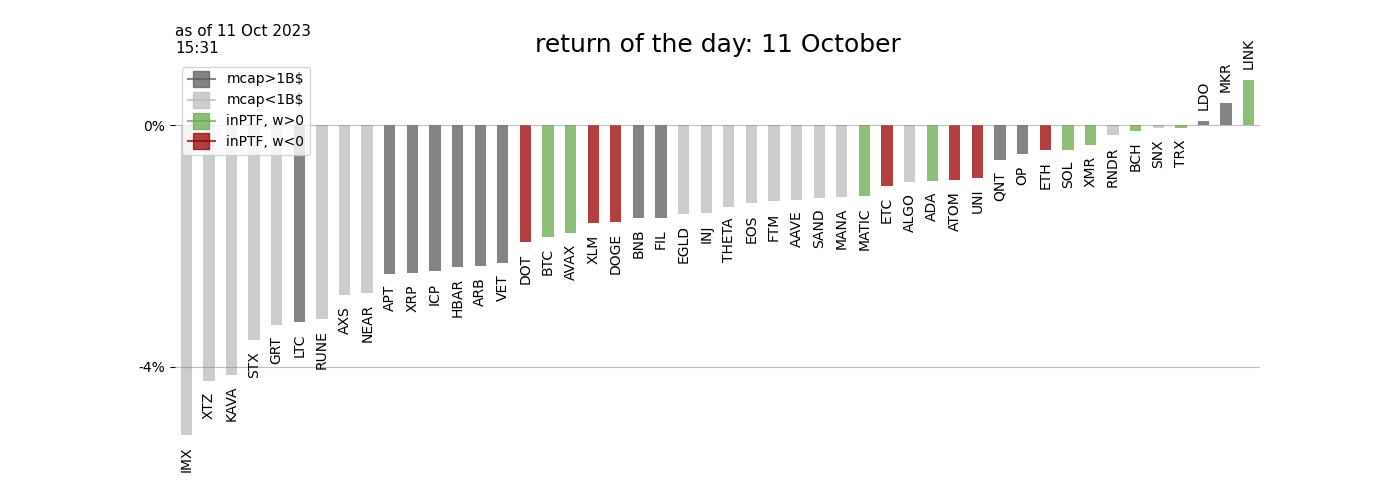 as of 11 Oct 2023
15:31
return of the day: 11 October
mcap>1B$
mcap<1B$
inPTF, w>0
inPTF, w<0
0%
-4%
IMX
XTZ
KAVA
STX
GRT
LTC
RUNE
AXS
NEAR
APT
XRP
ICP
HBAR
ARB
VET
DOT
BTC
AVAX
XLM
DOGE
BNB
FIL
EGLD
INJ
THETA
EOS
FTM
AAVE
SAND
MANA
MATIC
ETC
ALGO
ADA
ATOM
UNI
QNT
OP
ETH
SOL
XMR
RNDR
BCH
SNX
TRX
LDO
MKR
LINK